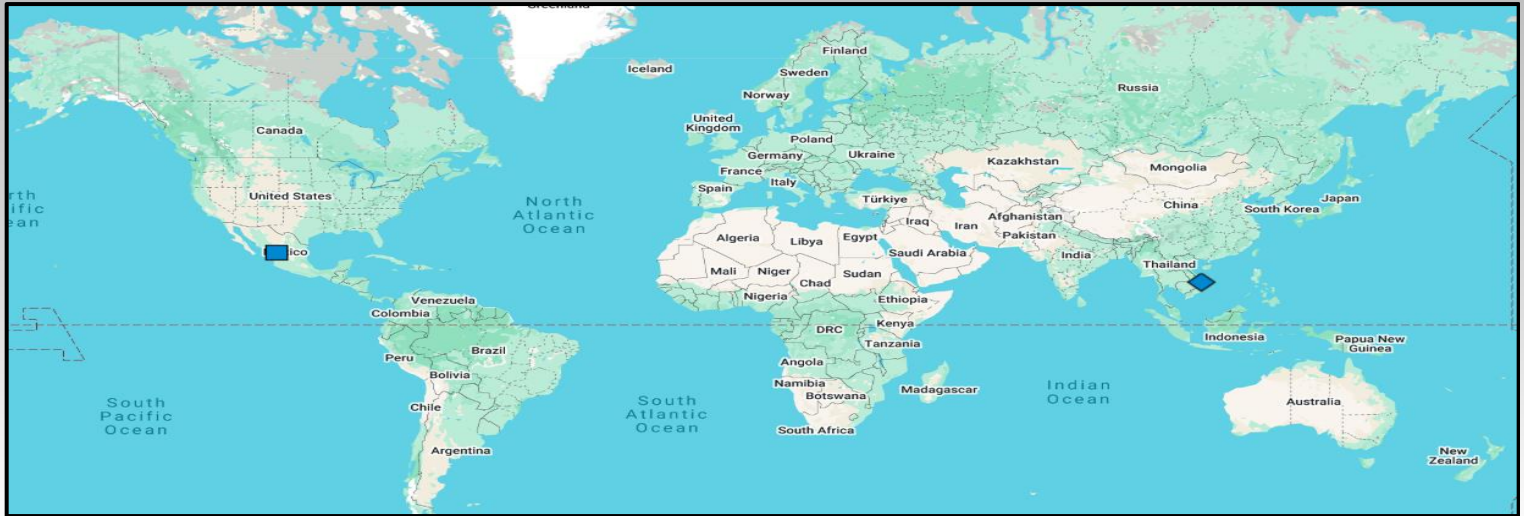 Greenland
Finland
Iceland
Sweden
Russia
Norway
Canada
United
Kingdom
Poland
Germany
Ukraine
Kazakhstan
Mongolia
France
Italy
Spain
United States
Türkiye
Japan
China
South Korea
North
Atlantic
Ocean
Afghanistan
Iraq
Iran
Pakistan
Algeria
Libya
Egypt
Saudi Arabia
India
Thailand
Mali
Niger
Chad
Sudan
Nigeria
Ethiopia
Venezuela
Colombia
DRC
Kenya
Tanzania
Indonesia
Papua New
Guinea
Peru
Brazil
Bolivia
Angola
Namibia
Botswana
Madagascar
Indian
Ocean
South
Pacific
Ocean
Chile
South
Atlantic
Ocean
South Africa
Australia
Argentina
New
Zealand